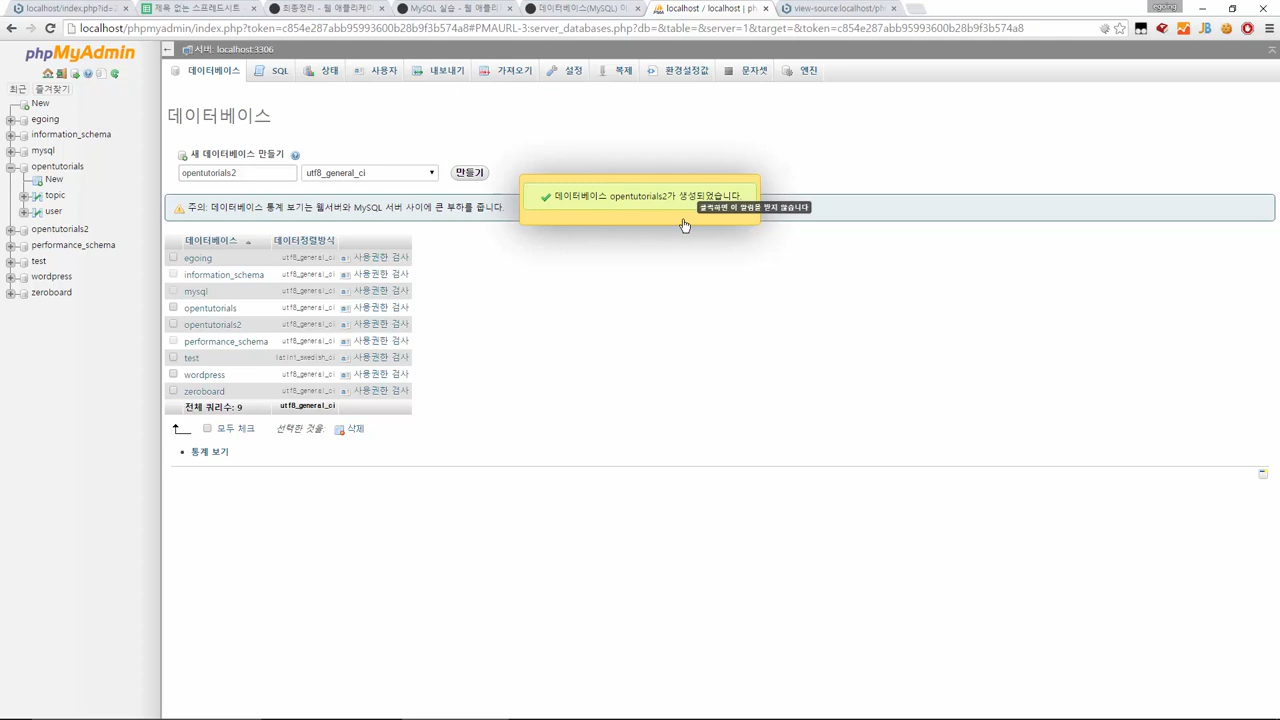 localhost/index.php?id=
제목 없는 스프레드시트
최종정리 - 웹 애플리케이
MySQL 실습 - 웹 애플리
데이터베이스(MySQL) 이
localhost / localhost | ph
view-source:localhost/ph
egoing
localhost/phpmyadmin/index.php?token=c854e287abb95993600b28b9f3b574a8#PMAURL-3:server_databases.php?db=&table=&server=1&target=&token=c854e287abb95993600b28b9f3b574a8
phpMyAdmin
최근 즐겨찾기
New
egoing
information_schema
mysql
opentutorials
New
topic
user
opentutorials2
performance_schema
test
wordpress
zeroboard
서버: localhost:3306
데이터베이스 SQL 상태 사용자 내보내기 가져오기 설정 복제 환경설정값 문자셋 엔진
데이터베이스
새 데이터베이스 만들기
opentutorials2 utf8_general_ci 만들기
데이터베이스 opentutorials2가 생성되었습니다.
클릭하면 이 알림을 받지 않습니다
주의: 데이터베이스 통계 보기는 웹서버와 MySQL 서버 사이에 큰 부하를 줍니다.
데이터베이스 데이터정렬방식
egoing utf8_general_ci 사용권한 검사
information_schema utf8_general_ci 사용권한 검사
mysql utf8_general_ci 사용권한 검사
opentutorials utf8_general_ci 사용권한 검사
opentutorials2 utf8_general_ci 사용권한 검사
performance_schema utf8_general_ci 사용권한 검사
test latin1_swedish_ci 사용권한 검사
wordpress utf8_general_ci 사용권한 검사
zeroboard utf8_general_ci 사용권한 검사
전체 쿼리수: 9 utf8_general_ci
모두 체크 선택한 것을: 삭제
통계 보기